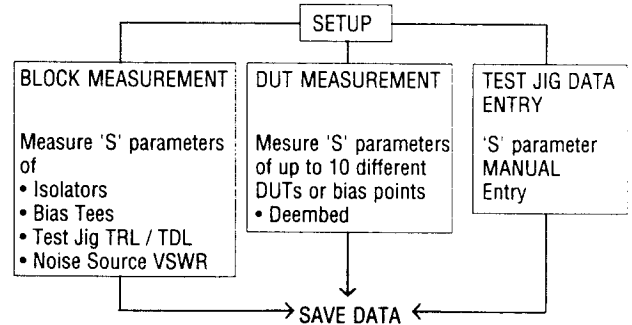 SETUP
BLOCK MEASUREMENT
Measure 'S' parameters
of
• Isolators
• Bias Tees
• Test Jig TRL / TDL
• Noise Source VSWR
DUT MEASUREMENT
Mesure 'S' parameters
of up to 10 different
DUTs or bias points
• Deembed
TEST JIG DATA
ENTRY
'S' parameter
MANUAL
Entry
SAVE DATA